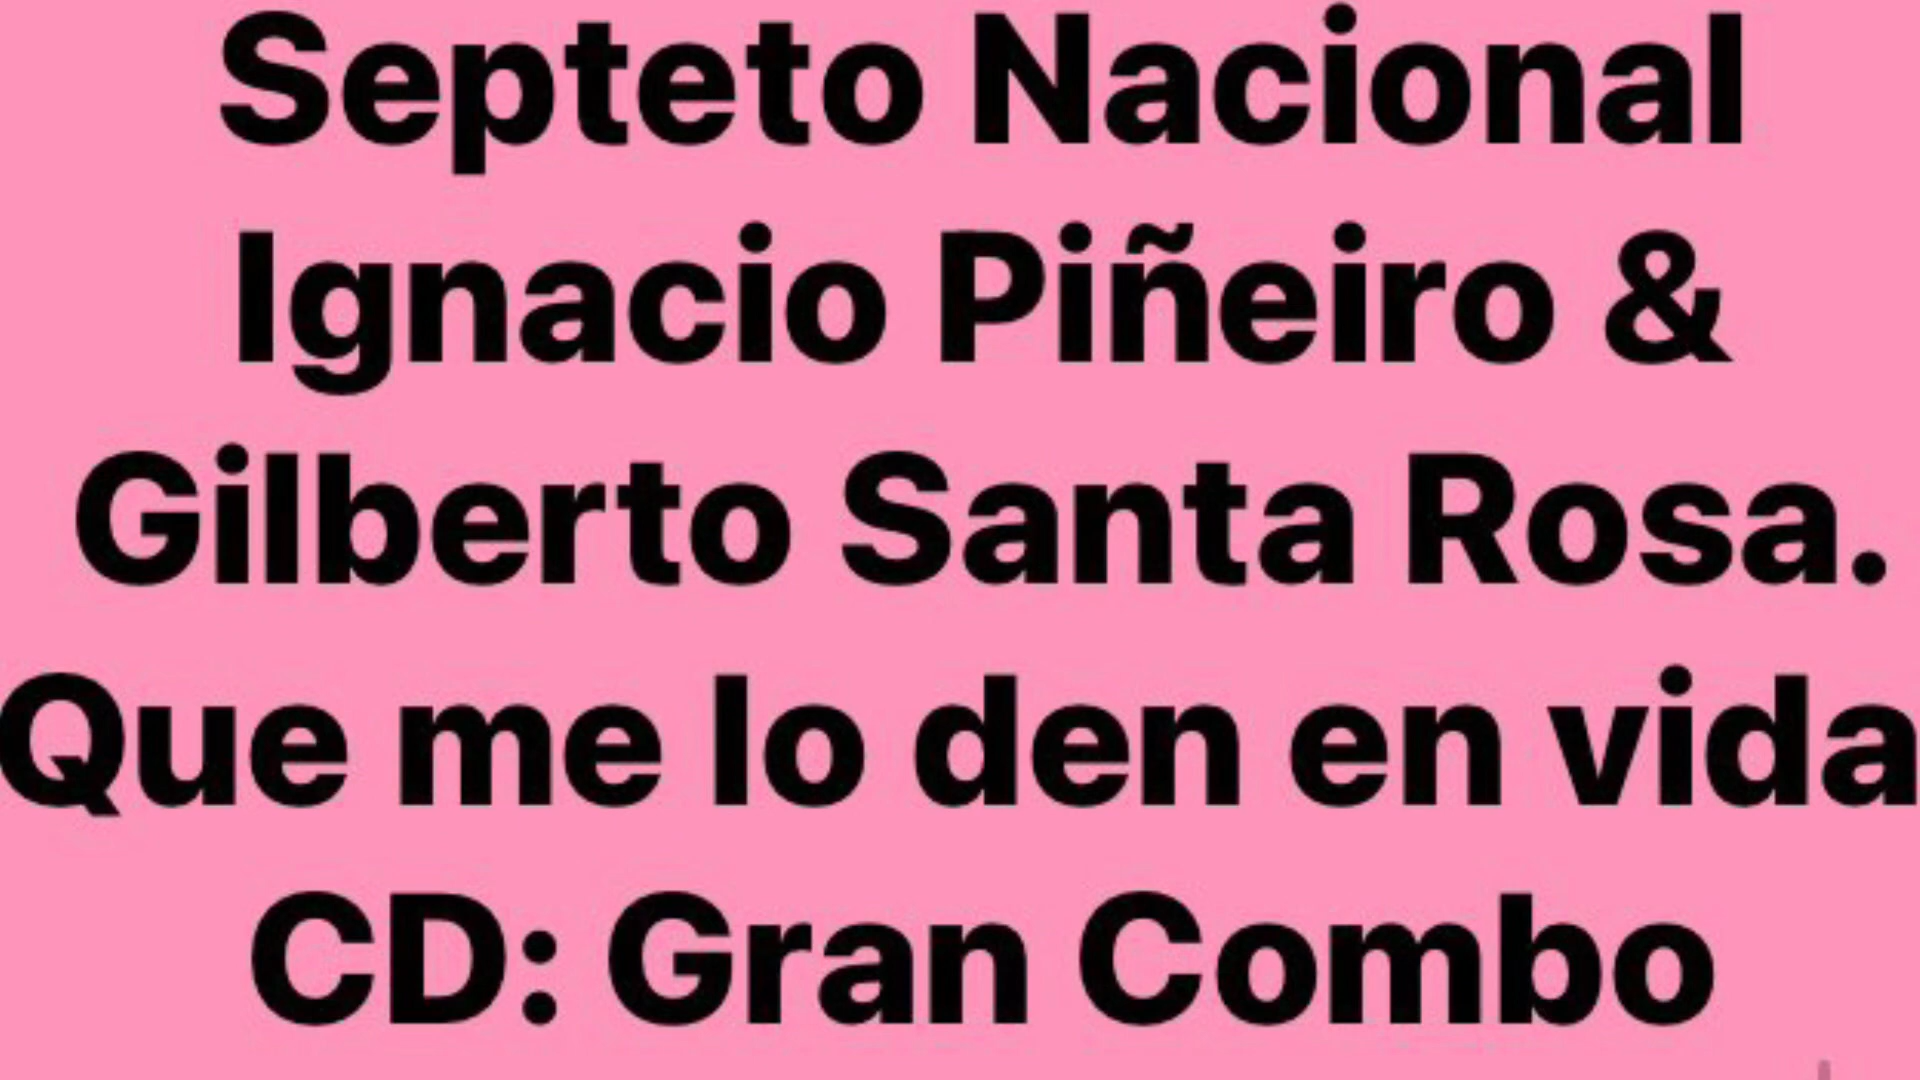 Septeto Nacional
Ignacio Piñeiro &
Gilberto Santa Rosa.
Que me lo den en vida
CD: Gran Combo